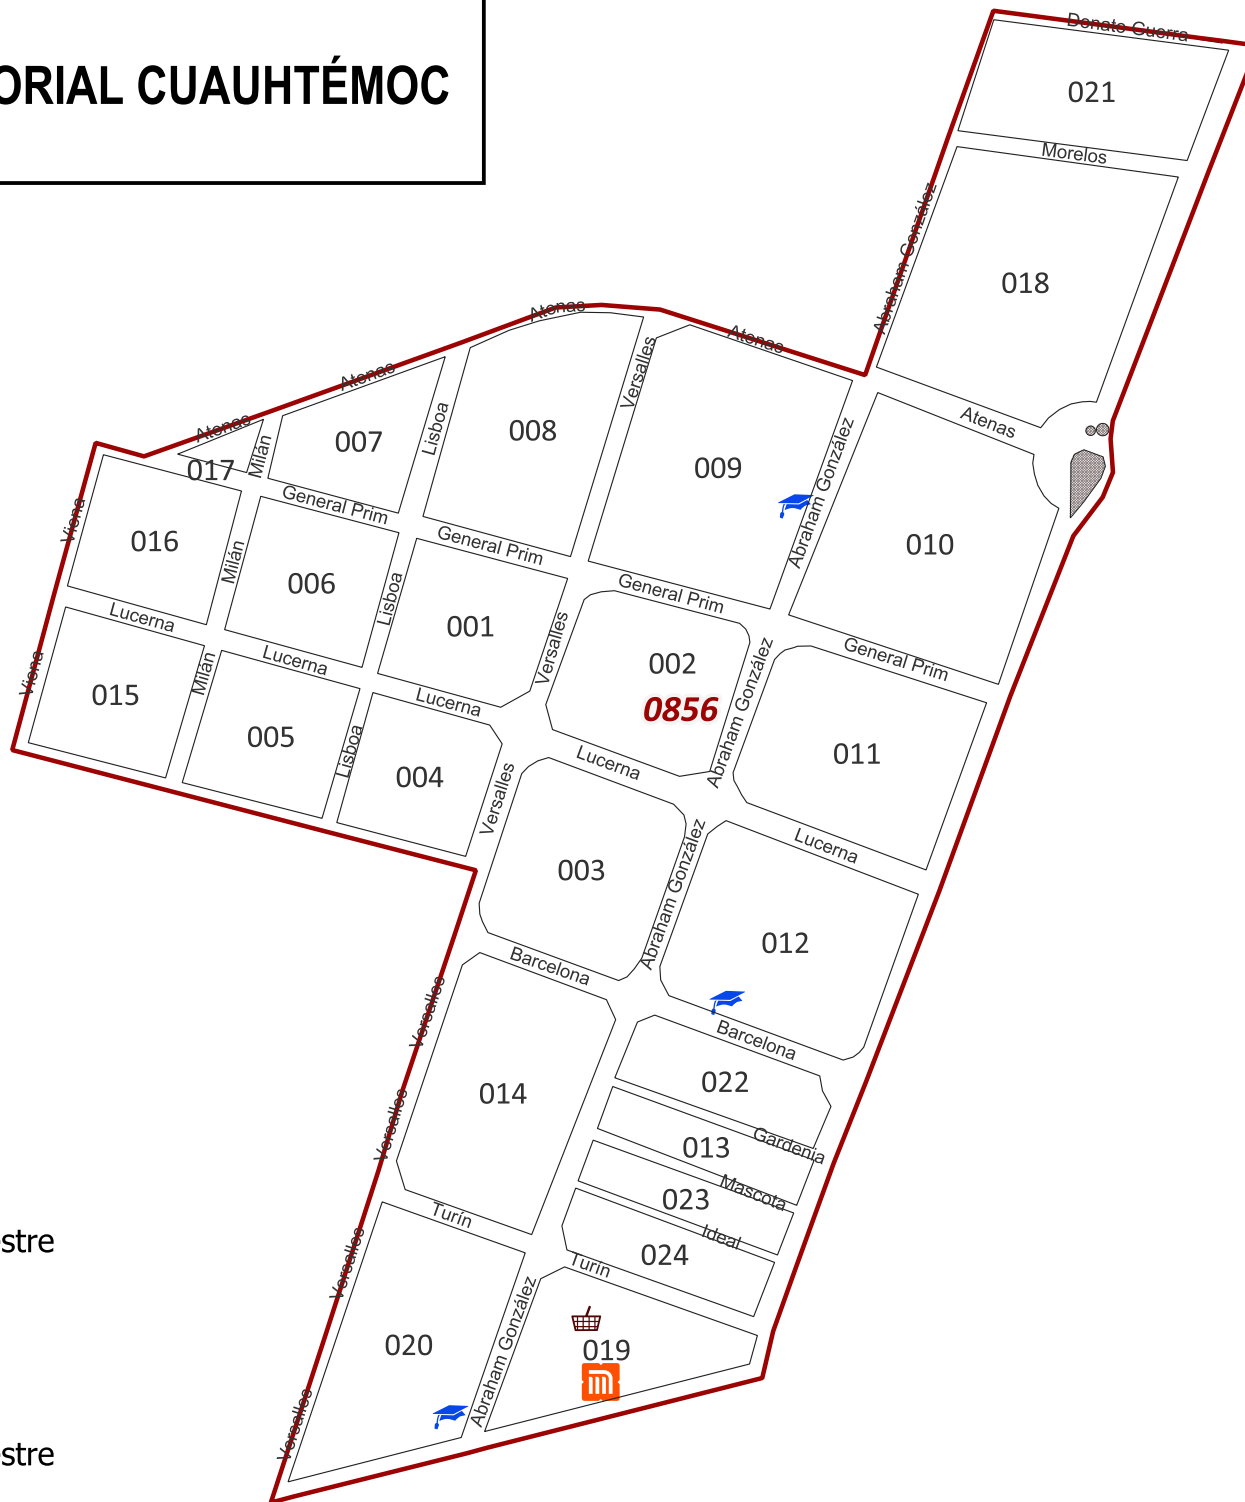 ORIAL CUAUHTÉMOC
Donato Guerra
021
Morelos
Abraham González
018
Atenas
Atenas
Atenas
Atenas
Atenas
Versalles
Lisboa
Milán
007
008
009
017
General Prim
Abraham González
Viena
016
Milán
006
Lisboa
General Prim
010
General Prim
001
Versalles
002
0856
Abraham González
General Prim
Lucerna
Lucerna
Lucerna
Viena
015
Milán
005
Lisboa
004
Versalles
Lucerna
011
Lucerna
003
Abraham González
012
Barcelona
Versalles
Barcelona
022
014
Versalles
Gardenia
013
Mascota
023
Ideal
024
Turín
Turín
Versalles
stre
Abraham González
020
019
Versalles
stre